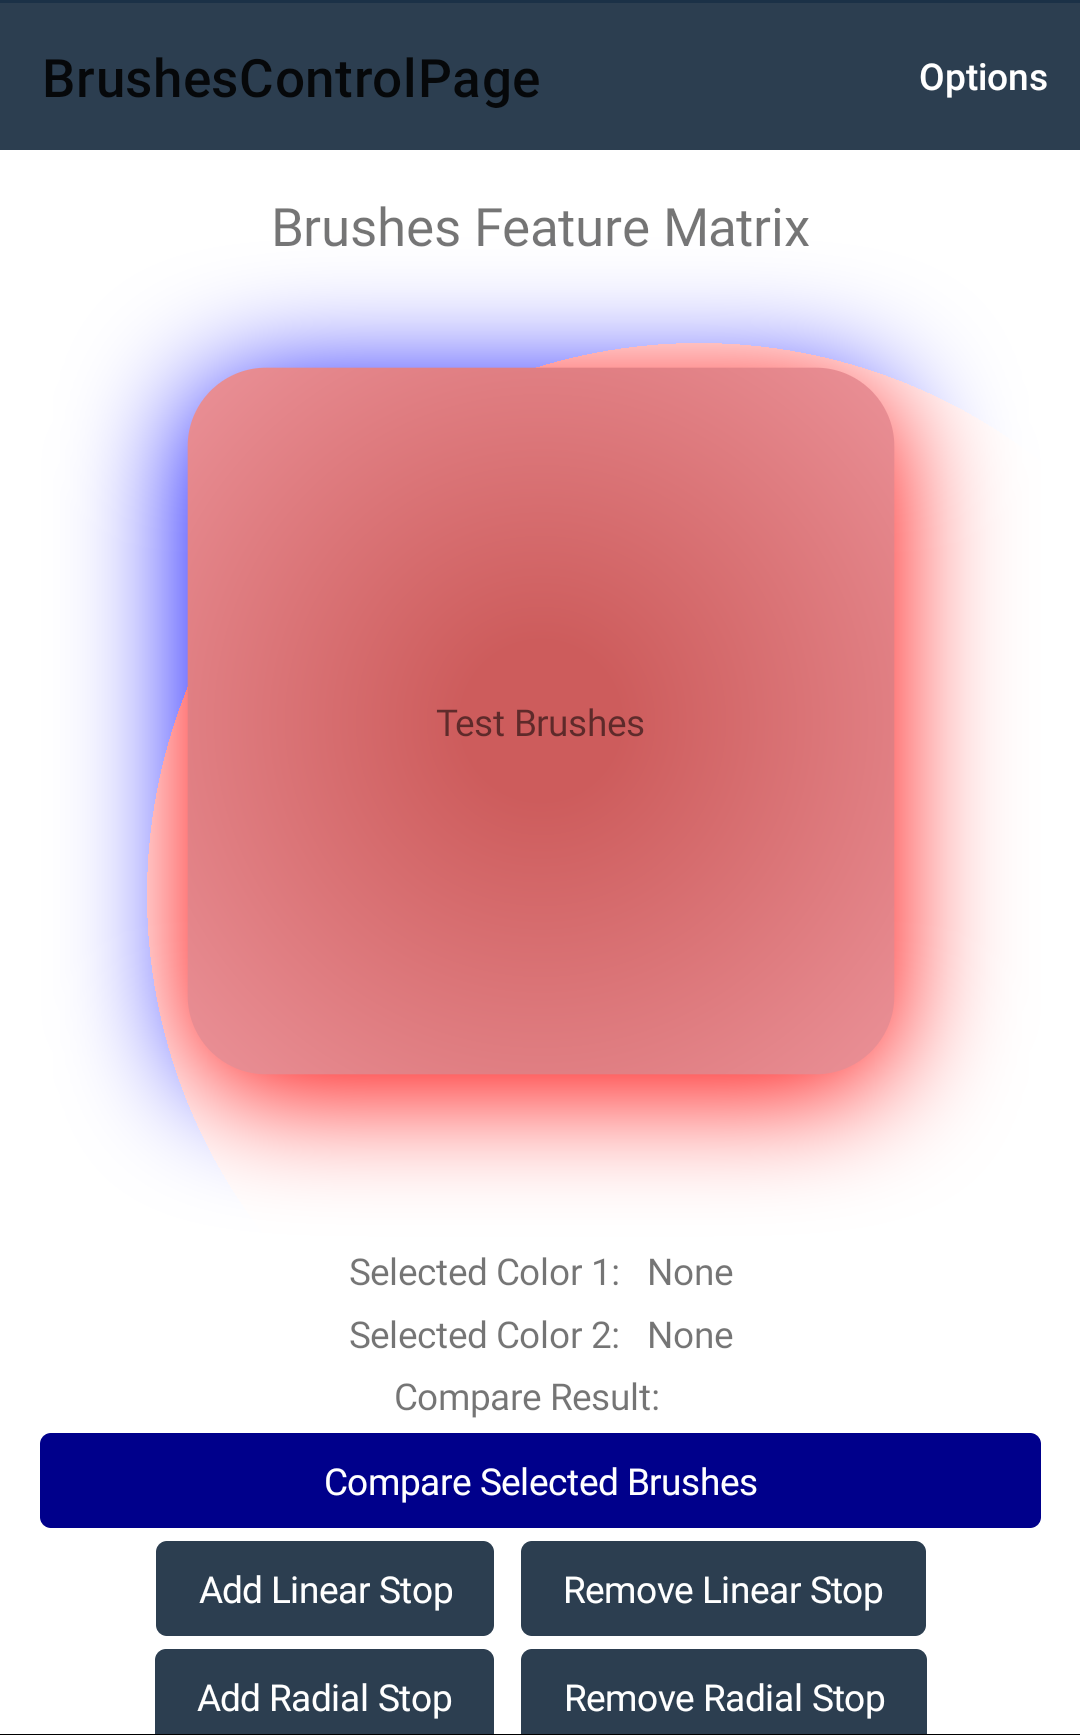 BrushesControlPage Options
Brushes Feature Matrix
Test Brushes
Selected Color 1: None
Selected Color 2: None
Compare Result:
Compare Selected Brushes
Add Linear Stop Remove Linear Stop
Add Radial Stop Remove Radial Stop